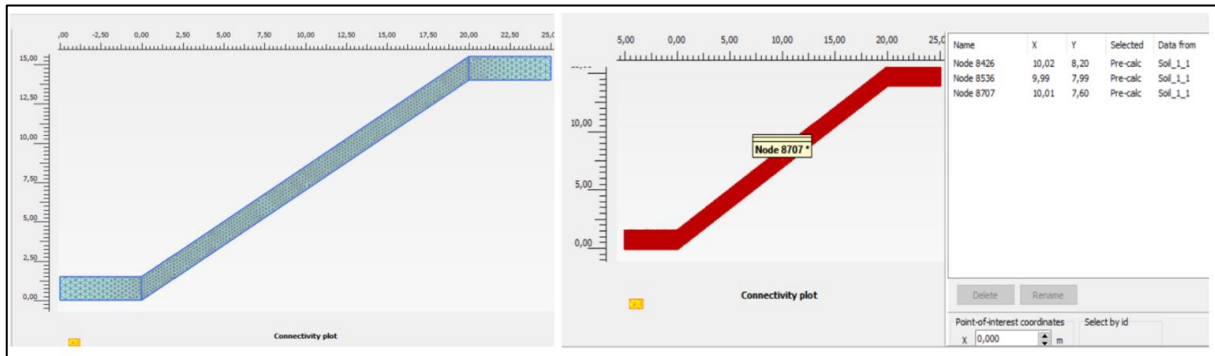 ,00 -2,50 0,00 2,50 5,00 7,50 10,00 12,50 15,00 17,50 20,00 22,50 25,0
15,00
12,50
10,00
7,50
5,00
2,50
0,00
Connectivity plot
5,00 0,00 5,00 10,00 15,00 20,00 25,0
10,00
5,00
0,00
Node 8707 *
Connectivity plot
Name X Y Selected Data from
Node 8426 10,02 8,20 Pre-calc Soil_1_1
Node 8536 9,99 7,99 Pre-calc Soil_1_1
Node 8707 10,01 7,60 Pre-calc Soil_1_1
Delete Rename
Point-of-interest coordinates Select by id
X 0,000 m